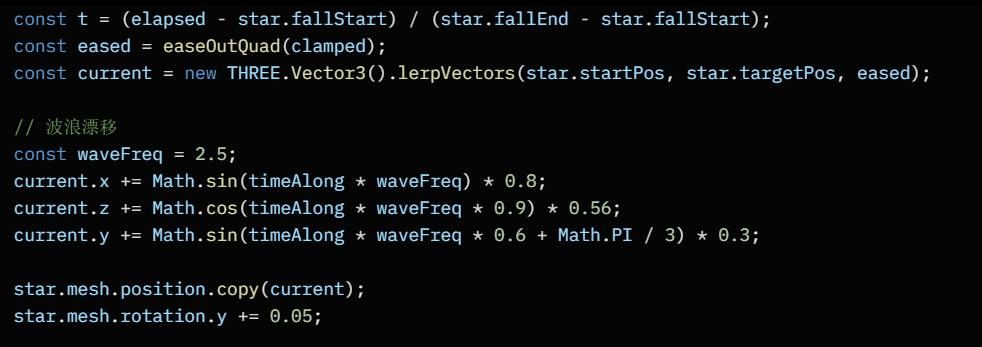 const t = (elapsed - star.fallStart) / (star.fallEnd - star.fallStart);
const eased = easeOutQuad(clamped);
const current = new THREE.Vector3().lerpVectors(star.startPos, star.targetPos, eased);
// 波浪漂移
const waveFreq = 2.5;
current.x += Math.sin(timeAlong * waveFreq) * 0.8;
current.z += Math.cos(timeAlong * waveFreq * 0.9) * 0.56;
current.y += Math.sin(timeAlong * waveFreq * 0.6 + Math.PI / 3) * 0.3;
star.mesh.position.copy(current);
star.mesh.rotation.y += 0.05;